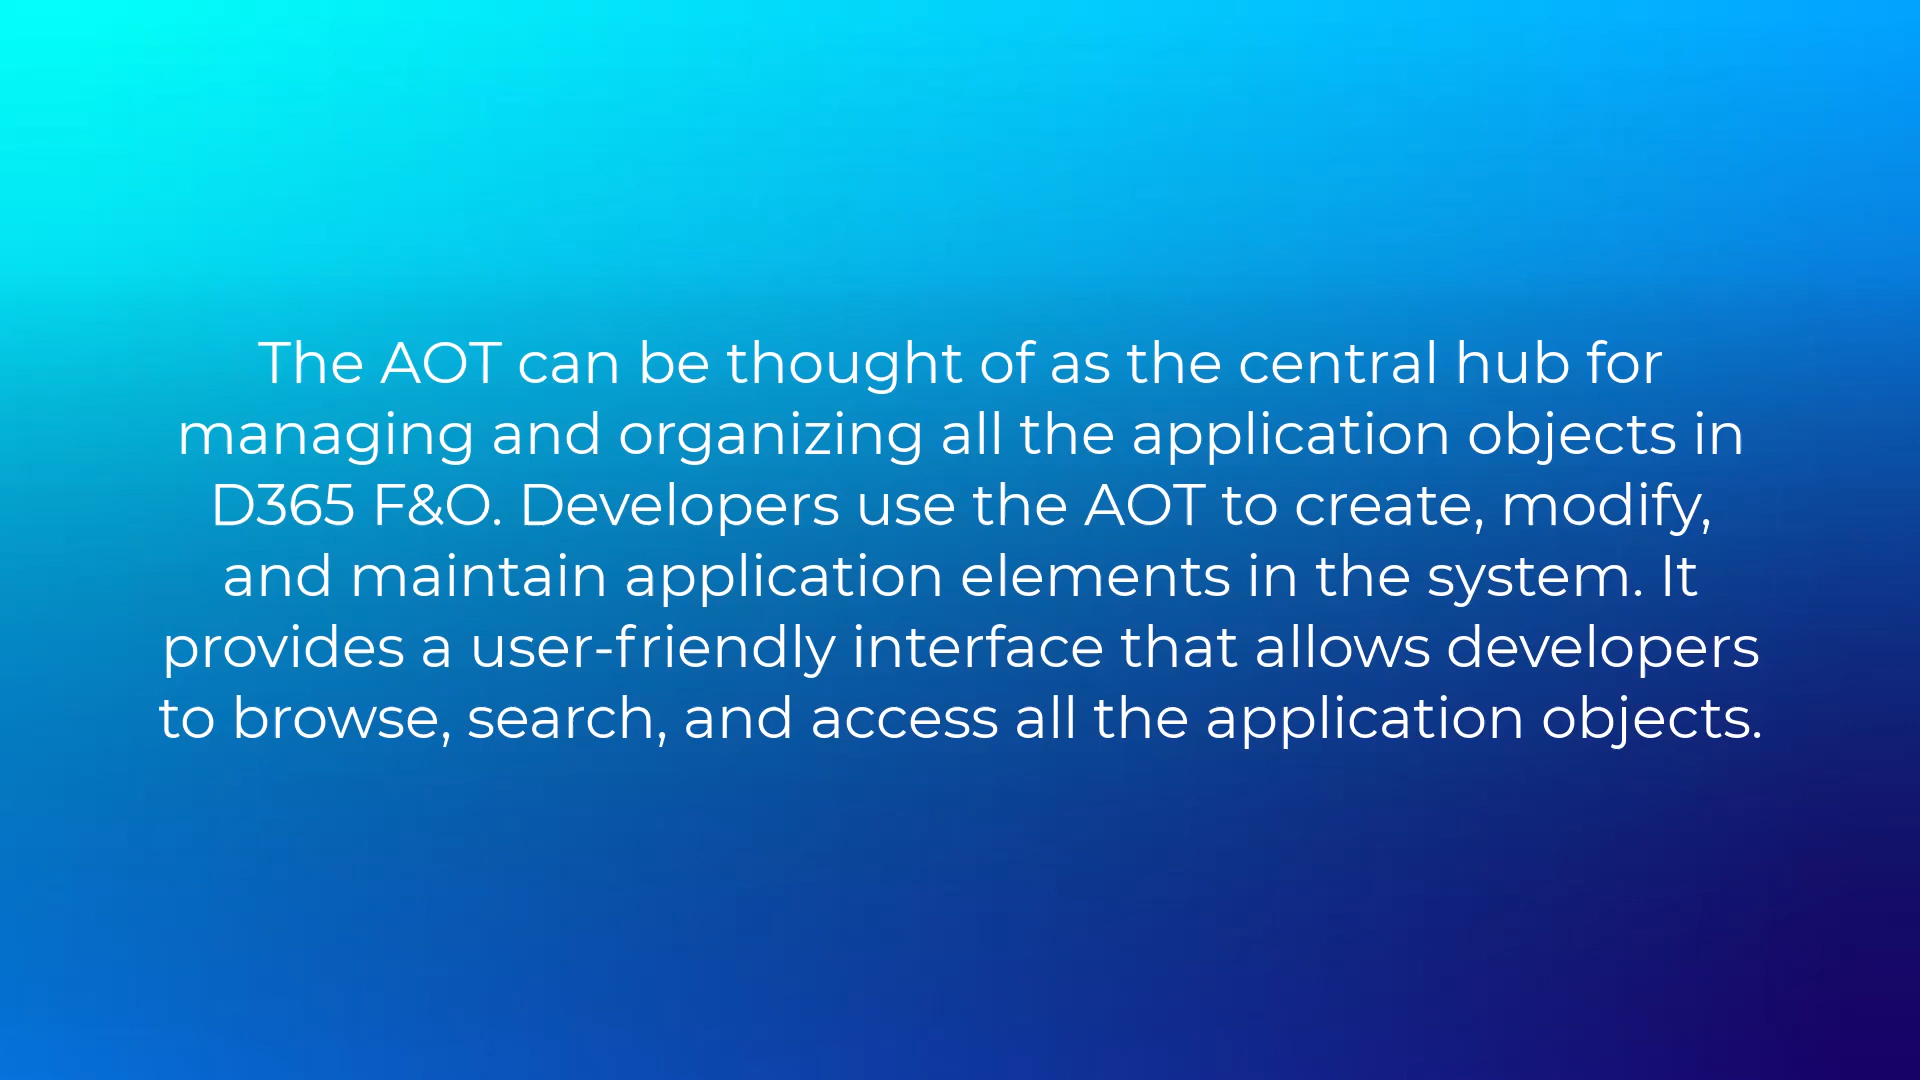 The AOT can be thought of as the central hub for
managing and organizing all the application objects in
D365 F&O. Developers use the AOT to create, modify,
and maintain application elements in the system. It
provides a user-friendly interface that allows developers
to browse, search, and access all the application objects.